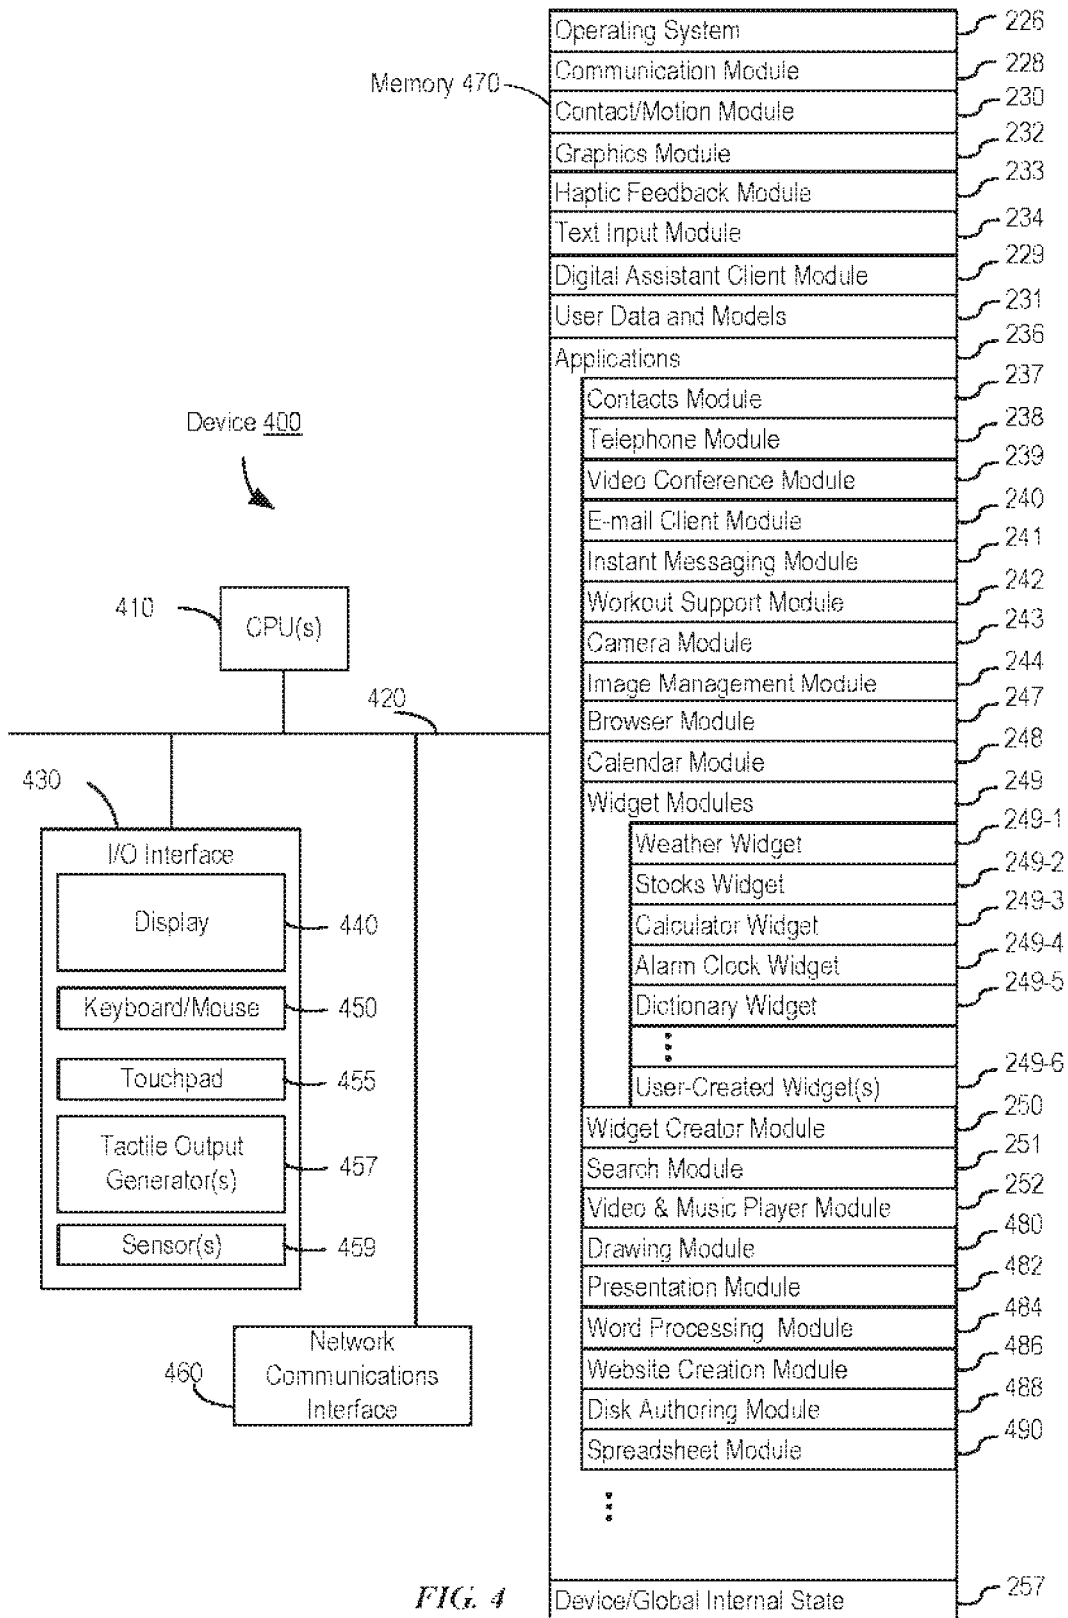 Memory 470
Operating System 226
Communication Module 228
Contact/Motion Module 230
Graphics Module 232
Haptic Feedback Module 233
Text Input Module 234
Digital Assistant Client Module 229
User Data and Models 231
Applications 236
Contacts Module 237
Telephone Module 238
Video Conference Module 239
E-mail Client Module 240
Instant Messaging Module 241
Workout Support Module 242
Camera Module 243
Image Management Module 244
Browser Module 247
Calendar Module 248
Widget Modules 249
Weather Widget 249-1
Stocks Widget 249-2
Calculator Widget 249-3
Alarm Clock Widget 249-4
Dictionary Widget 249-5
User-Created Widget(s) 249-6
Widget Creator Module 250
Search Module 251
Video & Music Player Module 252
Drawing Module 480
Presentation Module 482
Word Processing Module 484
Website Creation Module 486
Disk Authoring Module 488
Spreadsheet Module 490
Device/Global Internal State 257
Device 400
410
CPU(s)
420
430
I/O Interface
Display 440
Keyboard/Mouse 450
Touchpad 455
Tactile Output
Generator(s) 457
Sensor(s) 459
460
Network
Communications
Interface
FIG. 4